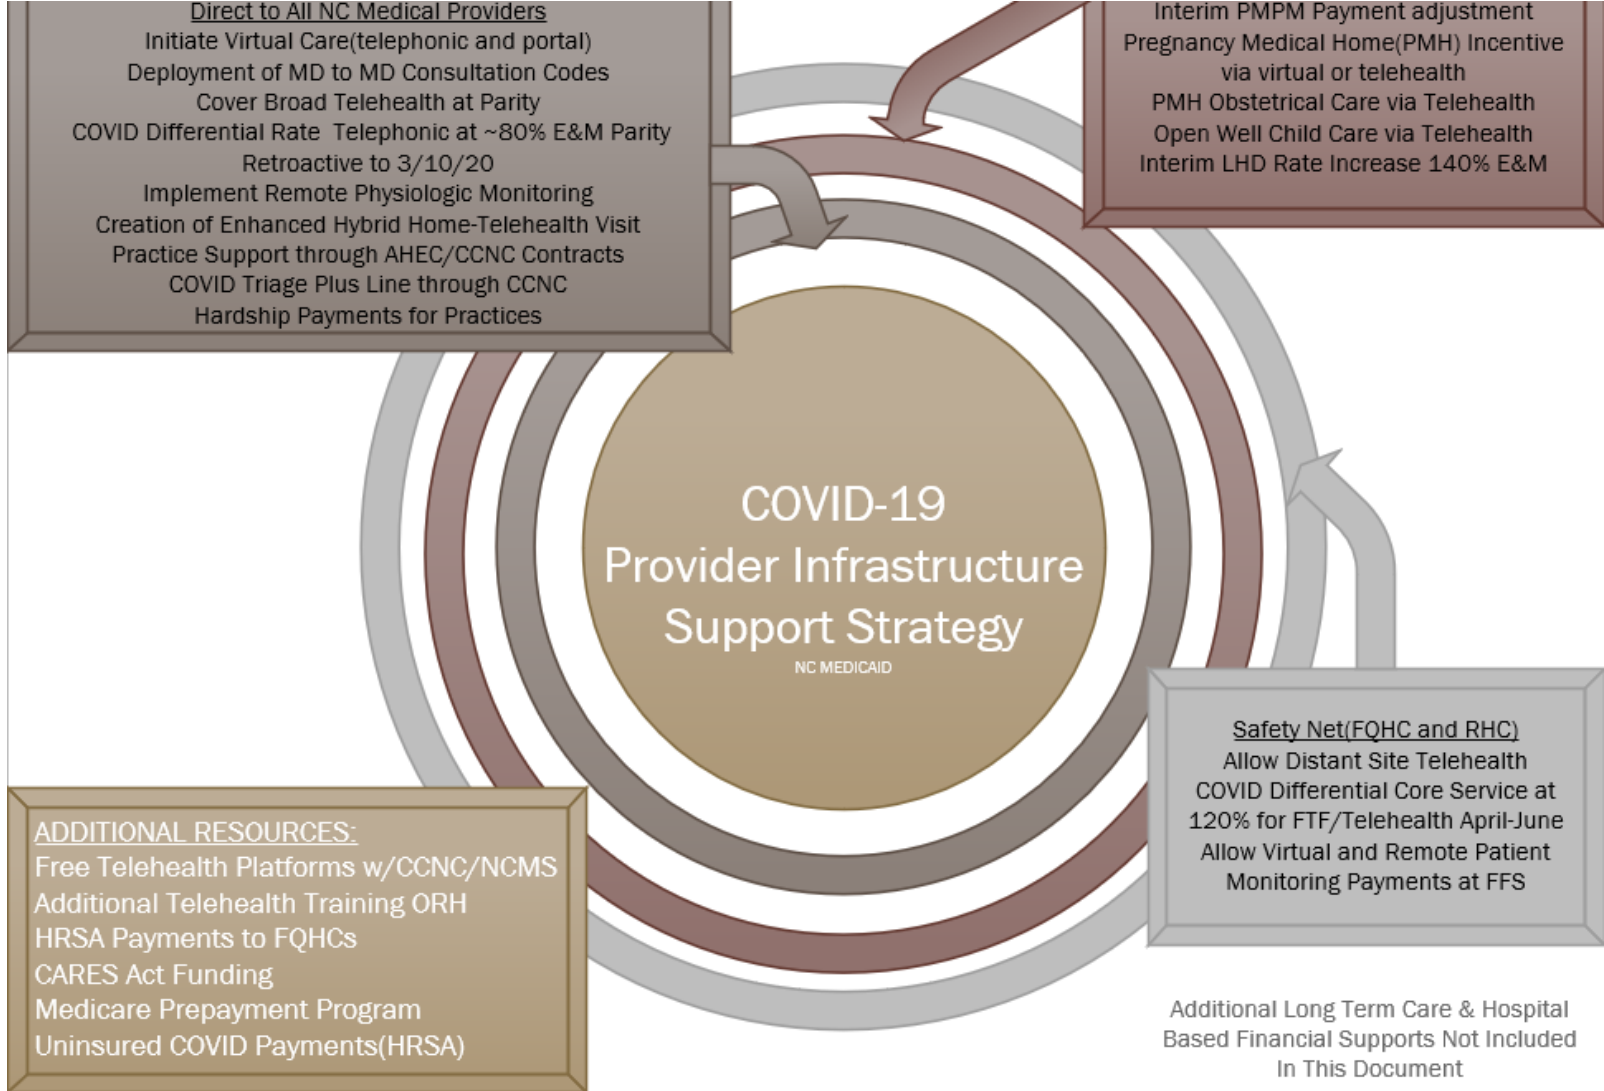 Direct to All NC Medical Providers
Initiate Virtual Care(telephonic and portal)
Deployment of MD to MD Consultation Codes
Cover Broad Telehealth at Parity
COVID Differential Rate  Telephonic at ~80% E&M Parity
Retroactive to 3/10/20
Implement Remote Physiologic Monitoring
Creation of Enhanced Hybrid Home-Telehealth Visit
Practice Support through AHEC/CCNC Contracts
COVID Triage Plus Line through CCNC
Hardship Payments for Practices
Interim PMPM Payment adjustment
Pregnancy Medical Home(PMH) Incentive
via virtual or telehealth
PMH Obstetrical Care via Telehealth
Open Well Child Care via Telehealth
Interim LHD Rate Increase 140% E&M
COVID-19
Provider Infrastructure
Support Strategy
NC MEDICAID
Safety Net(FQHC and RHC)
Allow Distant Site Telehealth
COVID Differential Core Service at
120% for FTF/Telehealth April-June
Allow Virtual and Remote Patient
Monitoring Payments at FFS
ADDITIONAL RESOURCES:
Free Telehealth Platforms w/CCNC/NCMS
Additional Telehealth Training ORH
HRSA Payments to FQHCs
CARES Act Funding
Medicare Prepayment Program
Uninsured COVID Payments(HRSA)
Additional Long Term Care & Hospital
Based Financial Supports Not Included
In This Document